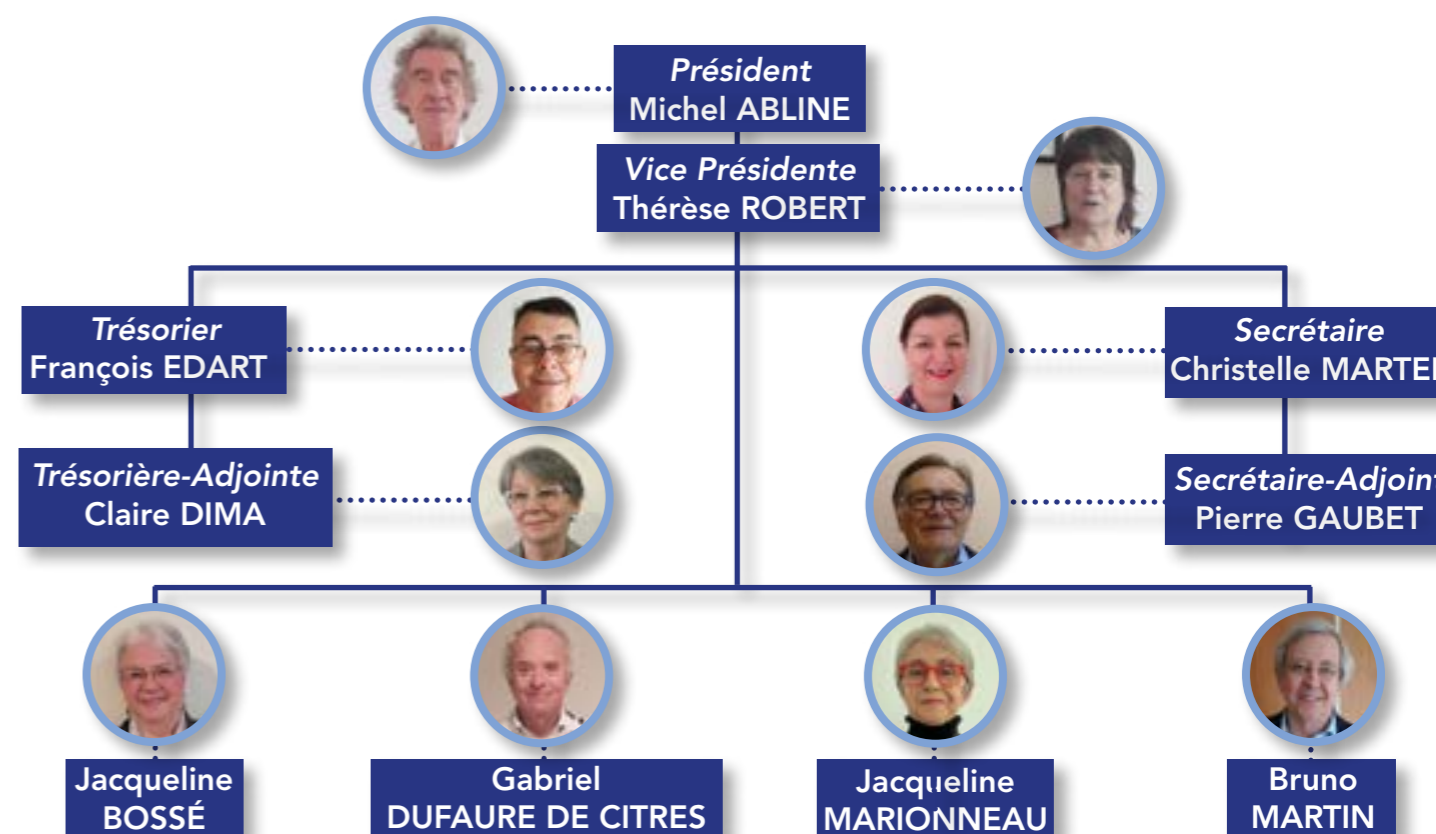 Président
Michel ABLINE
Vice Présidente
Thérèse ROBERT
Trésorier
François EDART
Secrétaire
Christelle
Trésorière-Adjointe
Claire DIMA
Pierre GAUBET
Jacqueline
BOSSÉ
Gabriel
DUFAURE DE CITRES
Jacqueline
MARIONNEAU
Bruno
MARTIN